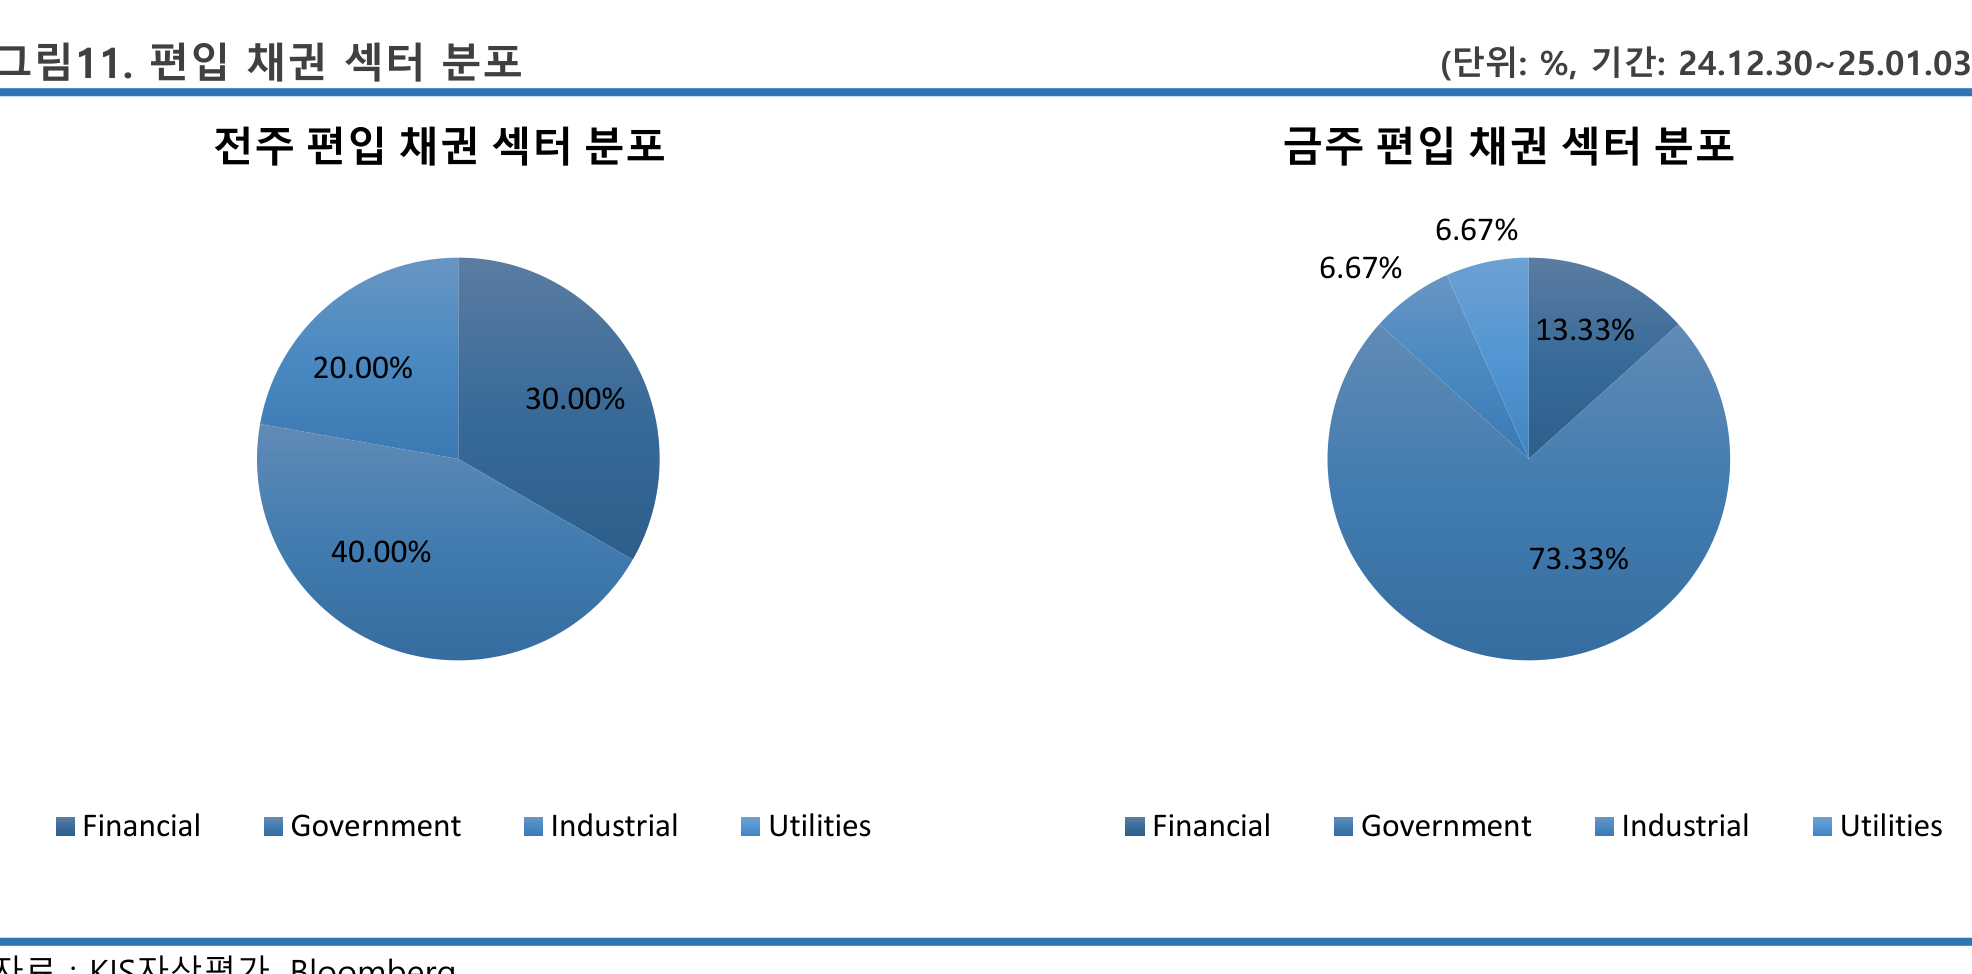 그림11. 편입 채권 섹터 분포
(단위: %, 기간: 24.12.30~25.01.03
전주 편입 채권 섹터 분포
20.00%
30.00%
40.00%
Financial Government Industrial Utilities
금주 편입 채권 섹터 분포
6.67%
6.67%
13.33%
73.33%
Financial Government Industrial Utilities
자료 : KIS자산평가, Bloomberg